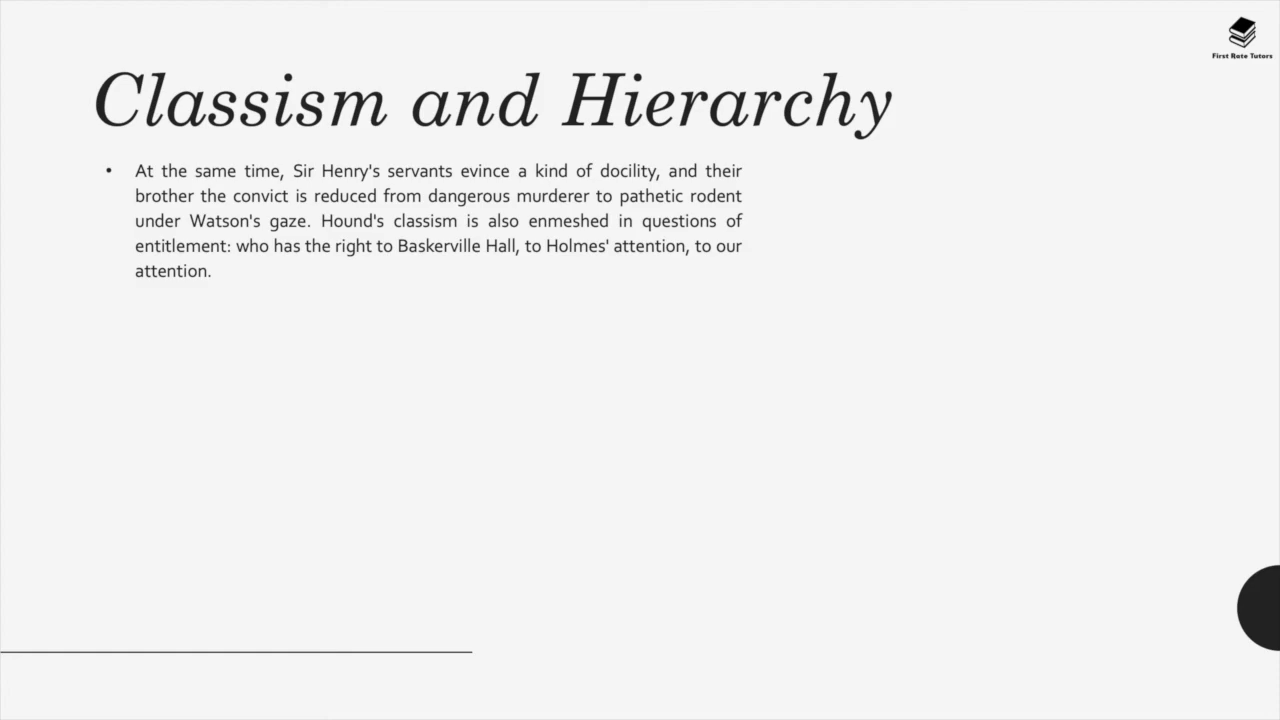 First Rate Tutors
Classism and Hierarchy
• At the same time, Sir Henry's servants evince a kind of docility, and their
brother the convict is reduced from dangerous murderer to pathetic rodent
under Watson's gaze. Hound's classism is also enmeshed in questions of
entitlement: who has the right to Baskerville Hall, to Holmes' attention, to our
attention.